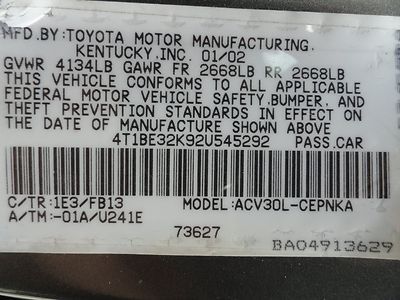 MFD.BY:TOYOTA MOTOR MANUFACTURING,
KENTUCKY,INC. 01/02
GVWR 4134LB GAWR FR 2668LB RR 2668LB
THIS VEHICLE CONFORMS TO ALL APPLICABLE
FEDERAL MOTOR VEHICLE SAFETY,BUMPER, AND
THEFT PREVENTION STANDARDS IN EFFECT ON
THE DATE OF MANUFACTURE SHOWN ABOVE
4T1BE32K92U545292 PASS.CAR
C/TR:1E3/FB13 MODEL:ACV30L-CEPNKA
A/TM:-01A/U241E
73627
BA04913629